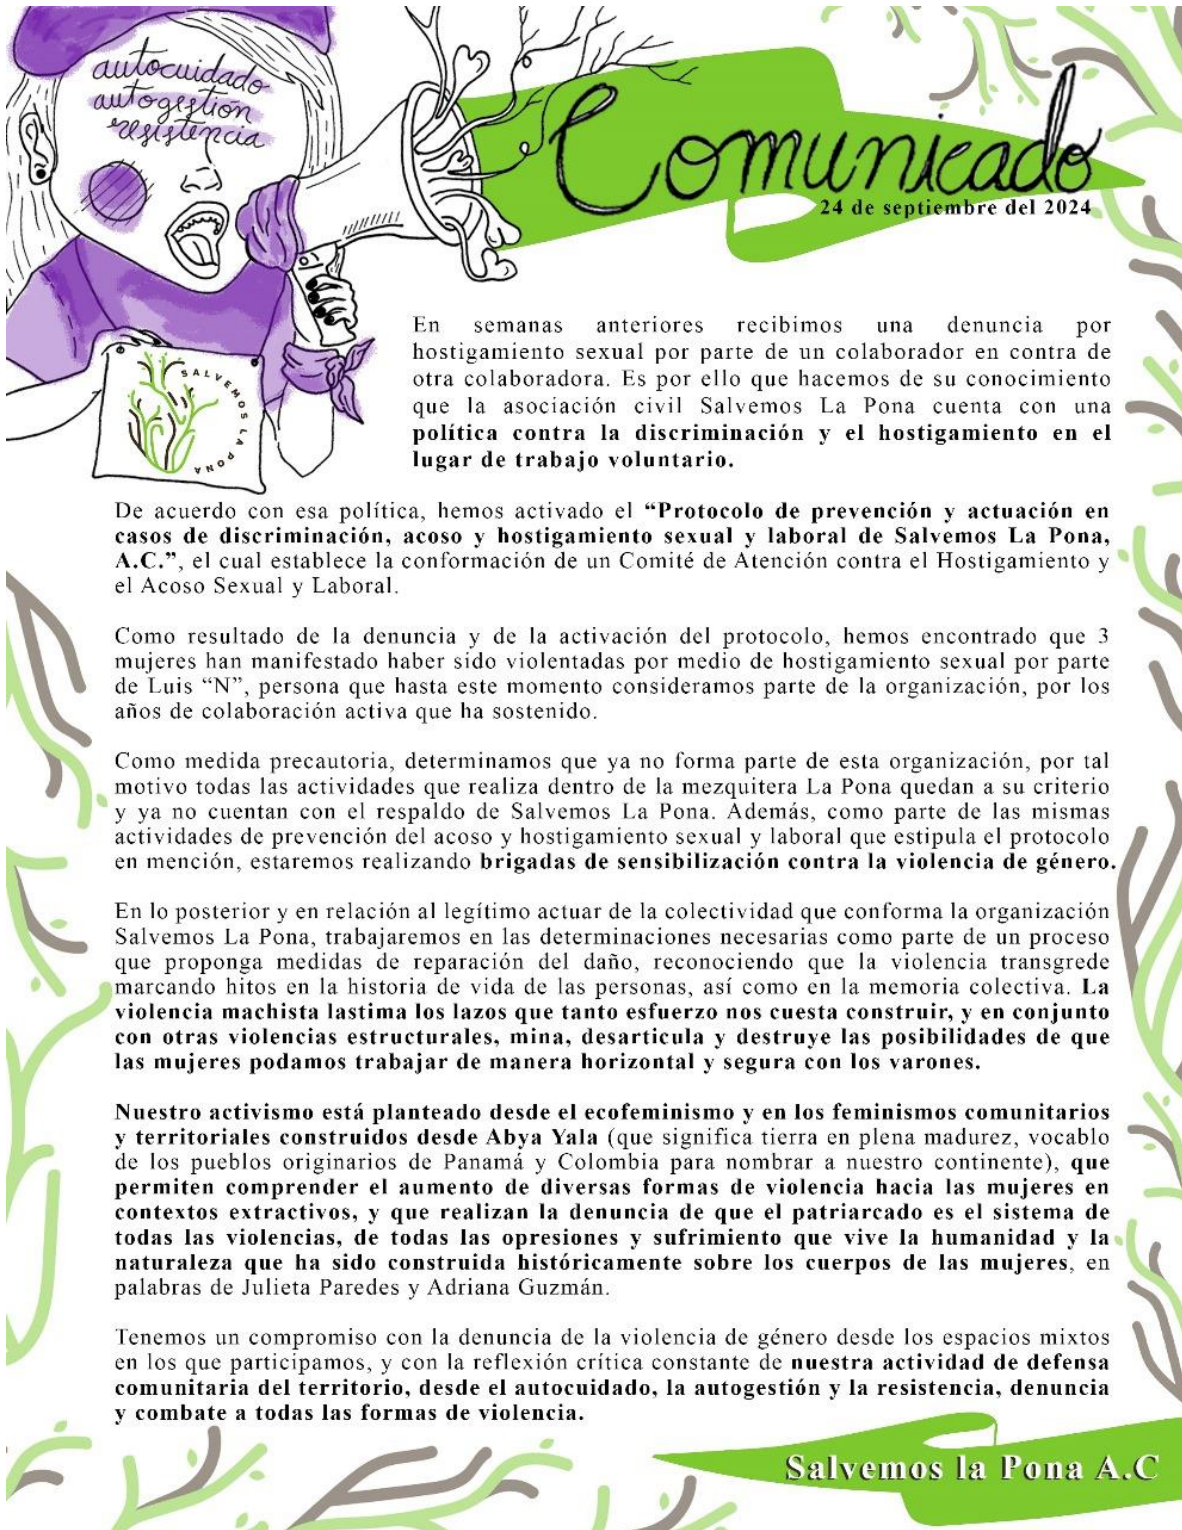 autocuidado
autogestión
resistencia
Comunicado
24 de septiembre del 2024
SALVEMOS LA PONA
En semanas anteriores recibimos una denuncia por
hostigamiento sexual por parte de un colaborador en contra de
otra colaboradora. Es por ello que hacemos de su conocimiento
que la asociación civil Salvemos La Pona cuenta con una
política contra la discriminación y el hostigamiento en el
lugar de trabajo voluntario.
De acuerdo con esa política, hemos activado el “Protocolo de prevención y actuación en
casos de discriminación, acoso y hostigamiento sexual y laboral de Salvemos La Pona,
A.C.”, el cual establece la conformación de un Comité de Atención contra el Hostigamiento y
el Acoso Sexual y Laboral.
Como resultado de la denuncia y de la activación del protocolo, hemos encontrado que 3
mujeres han manifestado haber sido violentadas por medio de hostigamiento sexual por parte
de Luis “N”, persona que hasta este momento consideramos parte de la organización, por los
años de colaboración activa que ha sostenido.
Como medida precautoria, determinamos que ya no forma parte de esta organización, por tal
motivo todas las actividades que realiza dentro de la mezquitera La Pona quedan a su criterio
y ya no cuentan con el respaldo de Salvemos La Pona. Además, como parte de las mismas
actividades de prevención del acoso y hostigamiento sexual y laboral que estipula el protocolo
en mención, estaremos realizando brigadas de sensibilización contra la violencia de género.
En lo posterior y en relación al legítimo actuar de la colectividad que conforma la organización
Salvemos La Pona, trabajaremos en las determinaciones necesarias como parte de un proceso
que proponga medidas de reparación del daño, reconociendo que la violencia transgrede
marcando hitos en la historia de vida de las personas, así como en la memoria colectiva. La
violencia machista lastima los lazos que tanto esfuerzo nos cuesta construir, y en conjunto
con otras violencias estructurales, mina, desarticula y destruye las posibilidades de que
las mujeres podamos trabajar de manera horizontal y segura con los varones.
Nuestro activismo está planteado desde el ecofeminismo y en los feminismos comunitarios
y territoriales construidos desde Abya Yala (que significa tierra en plena madurez, vocablo
de los pueblos originarios de Panamá y Colombia para nombrar a nuestro continente), que
permiten comprender el aumento de diversas formas de violencia hacia las mujeres en
contextos extractivos, y que realizan la denuncia de que el patriarcado es el sistema de
todas las violencias, de todas las opresiones y sufrimiento que vive la humanidad y la
naturaleza que ha sido construida históricamente sobre los cuerpos de las mujeres, en
palabras de Julieta Paredes y Adriana Guzmán.
Tenemos un compromiso con la denuncia de la violencia de género desde los espacios mixtos
en los que participamos, y con la reflexión crítica constante de nuestra actividad de defensa
comunitaria del territorio, desde el autocuidado, la autogestión y la resistencia, denuncia
y combate a todas las formas de violencia.
Salvemos la Pona A.C